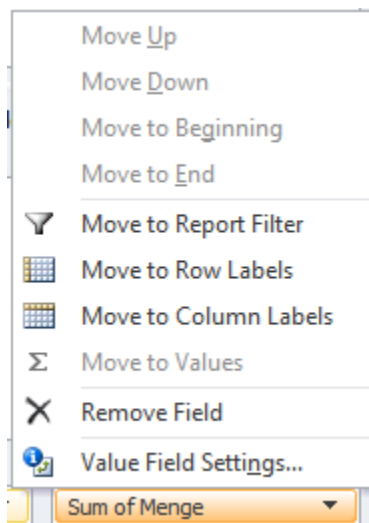 Move Up
Move Down
Move to Beginning
Move to End
Move to Report Filter
Move to Row Labels
Move to Column Labels
Σ Move to Values
Remove Field
Value Field Settings...
Sum of Menge